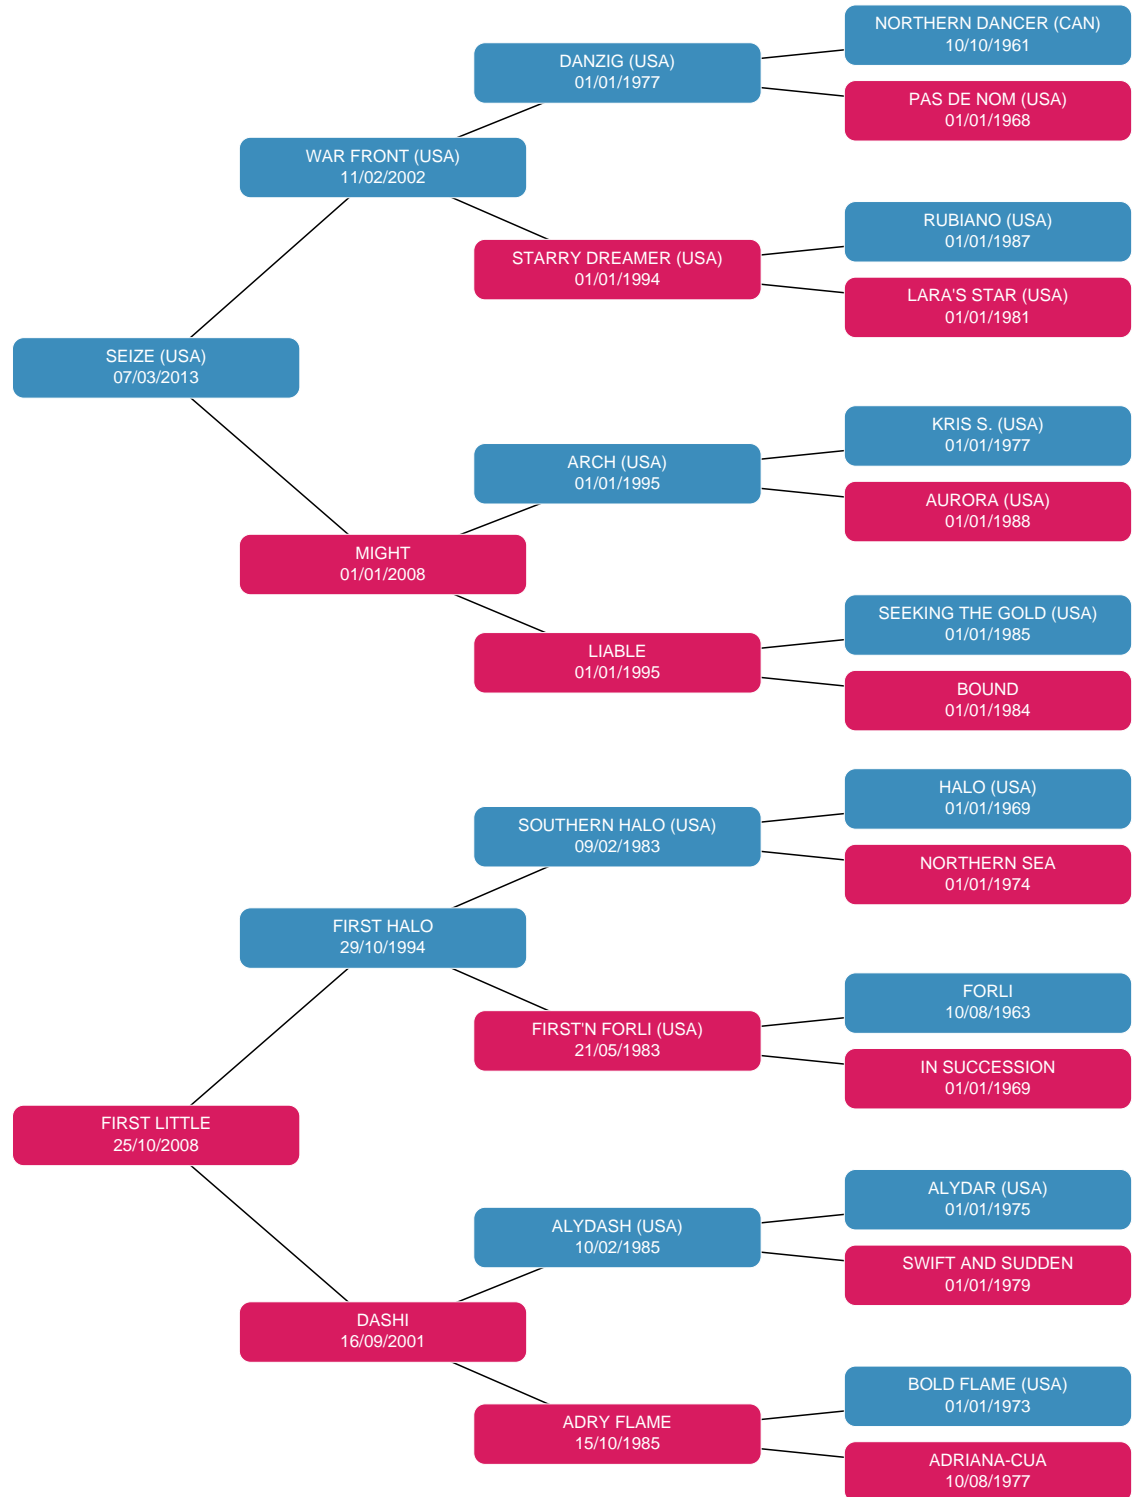 NORTHERN DANCER (CAN)
10/10/1961
DANZIG (USA)
01/01/1977
PAS DE NOM (USA)
01/01/1968
WAR FRONT (USA)
11/02/2002
RUBIANO (USA)
01/01/1987
STARRY DREAMER (USA)
01/01/1994
LARA'S STAR (USA)
01/01/1981
SEIZE (USA)
07/03/2013
KRIS S. (USA)
01/01/1977
ARCH (USA)
01/01/1995
AURORA (USA)
01/01/1988
MIGHT
01/01/2008
SEEKING THE GOLD (USA)
01/01/1985
LIABLE
01/01/1995
BOUND
01/01/1984
HALO (USA)
01/01/1969
SOUTHERN HALO (USA)
09/02/1983
NORTHERN SEA
01/01/1974
FIRST HALO
29/10/1994
FORLI
10/08/1963
FIRST'N FORLI (USA)
21/05/1983
IN SUCCESSION
01/01/1969
FIRST LITTLE
25/10/2008
ALYDAR (USA)
01/01/1975
ALYDASH (USA)
10/02/1985
SWIFT AND SUDDEN
01/01/1979
DASHI
16/09/2001
BOLD FLAME (USA)
01/01/1973
ADRY FLAME
15/10/1985
ADRIANA-CUA
10/08/1977